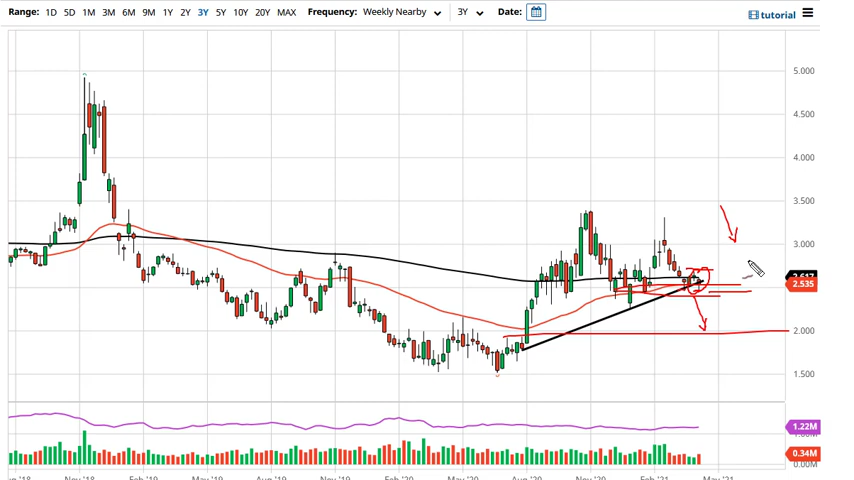 Range: 1D 5D 1M 3M 6M 9M 1Y 2Y 3Y 5Y 10Y 20Y MAX Frequency: Weekly Nearby 3Y Date: tutorial
5.000
4.500
4.000
3.500
3.000
2.617
2.535
2.000
1.500
1.22M
0.34M
0.00M
Nov '18 Feb '19 May '19 Aug '19 Nov '19 Feb '20 May '20 Aug '20 Nov '20 Feb '21 May '21